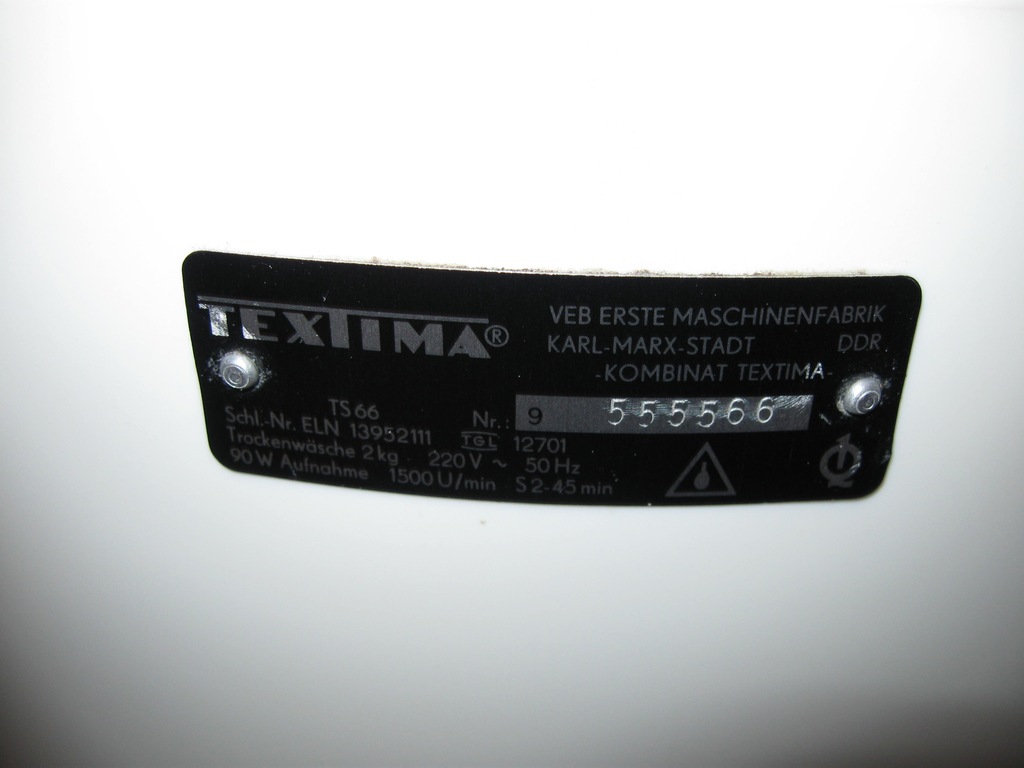 TEXTIMA®
VEB ERSTE MASCHINENFABRIK
KARL-MARX-STADT DDR
-KOMBINAT TEXTIMA-
TS 66
Schl.-Nr. ELN 13952111
Nr.: 9 555566
TGL 12701
Trockenwäsche 2 kg 220 V ~ 50 Hz
90 W Aufnahme 1500 U/min S 2-45 min